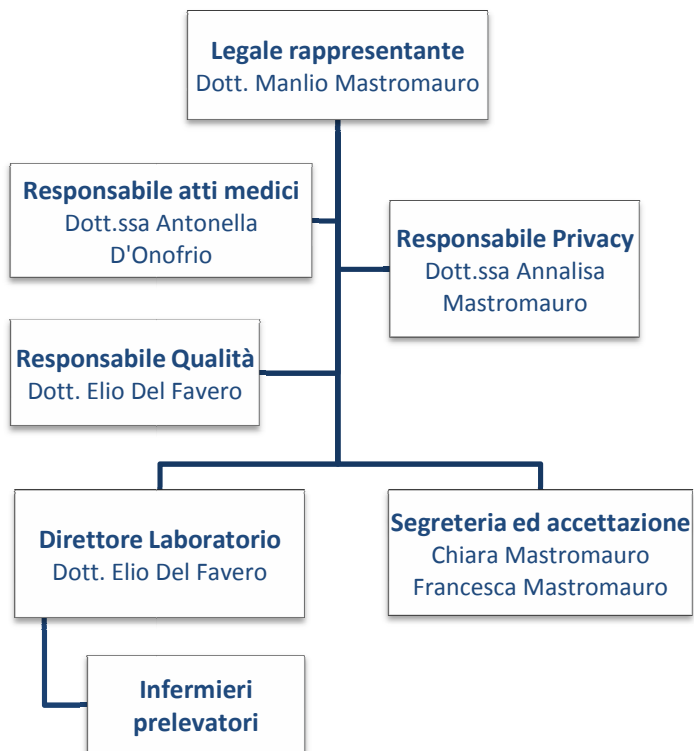 Legale rappresentante
Dott. Manlio Mastromauro
Responsabile atti medici
Dott.ssa Antonella
D'Onofrio
Responsabile Privacy
Dott.ssa Annalisa
Mastromauro
Responsabile Qualità
Dott. Elio Del Favero
Direttore Laboratorio
Dott. Elio Del Favero
Segreteria ed accettazione
Chiara Mastromauro
Francesca Mastromauro
Infermieri
prelevatori